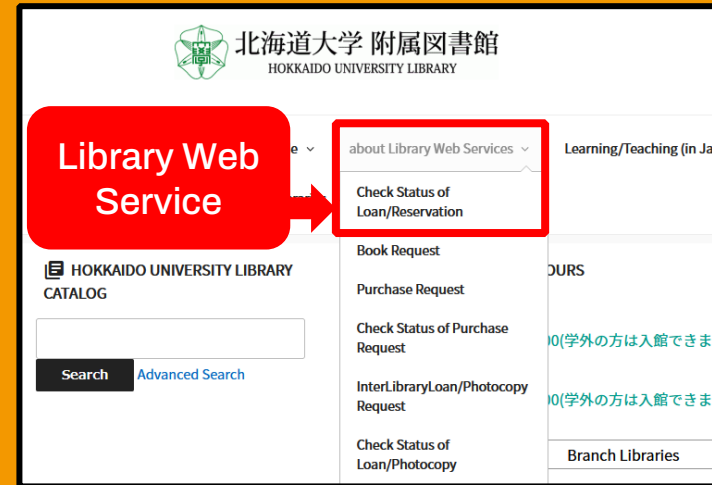 北海道大学 附属図書館
HOKKAIDO UNIVERSITY LIBRARY
Library Web
Service
about Library Web Services
Learning/Teaching (in Ja
Check Status of
Loan/Reservation
Book Request
Purchase Request
Check Status of Purchase
Request
InterLibraryLoan/Photocopy
Request
Check Status of
Loan/Photocopy
HOKKAIDO UNIVERSITY LIBRARY
CATALOG
Search
Advanced Search
OURS
00(学外の方は入館できま
00(学外の方は入館できま
Branch Libraries